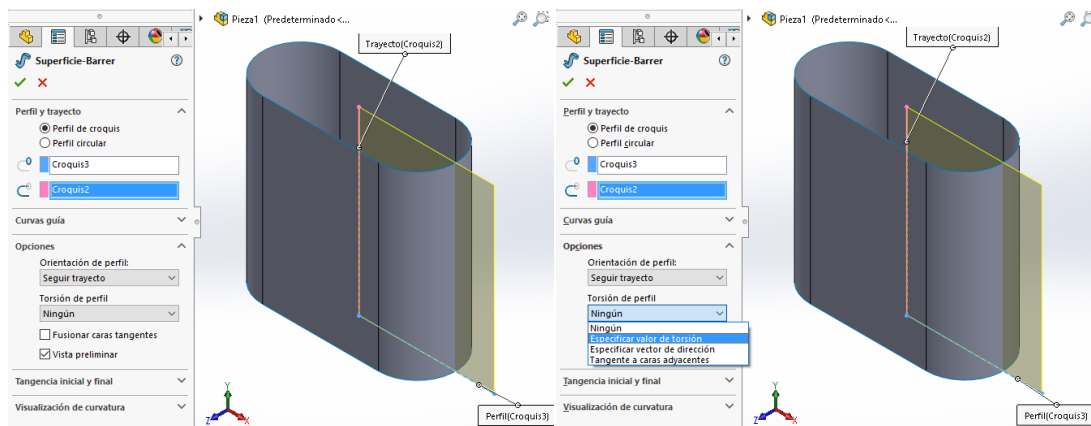 Pieza1 (Predeterminado<...
Superficie-Barrer
Perfil y trayecto
Perfil de croquis
Perfil circular
Croquis3
Croquis2
Curvas guía
Opciones
Orientación de perfil:
Seguir trayecto
Torsión de perfil
Ningún
Fusionar caras tangentes
Vista preliminar
Tangencia inicial y final
Visualización de curvatura
Trayecto(Croquis2)
Perfil(Croquis3)
Y
Z
X
Pieza1 (Predeterminado<...
Superficie-Barrer
Perfil y trayecto
Perfil de croquis
Perfil circular
Croquis3
Croquis2
Curvas guía
Opciones
Orientación de perfil:
Seguir trayecto
Torsión de perfil
Ningún
Ningún
Especificar valor de torsión
Especificar vector de dirección
Tangente a caras adyacentes
Tangencia inicial y final
Visualización de curvatura
Trayecto(Croquis2)
Perfil(Croquis3)
Y
Z
X